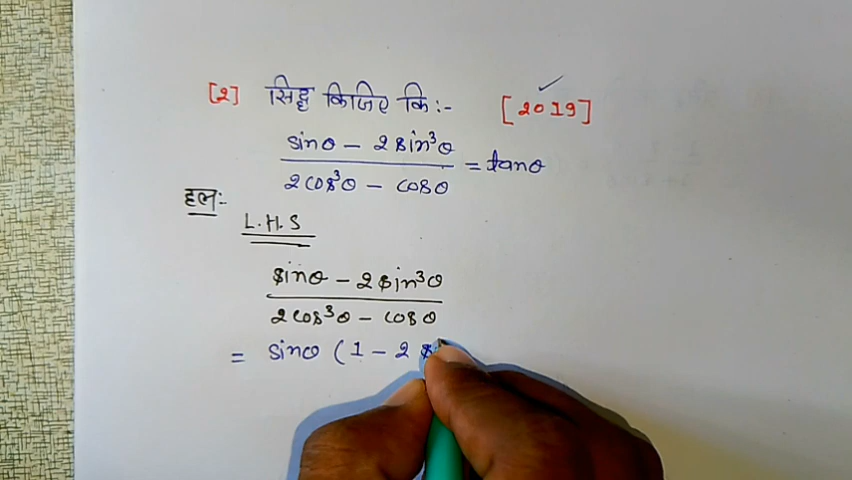 [2] सिद्ध किजिए कि:- [2019]
sinθ - 2sin³θ / 2cos³θ - cosθ = tanθ
हल:-
L.H.S
sinθ - 2sin³θ
2cos³θ - cosθ
= sinθ (1 - 2